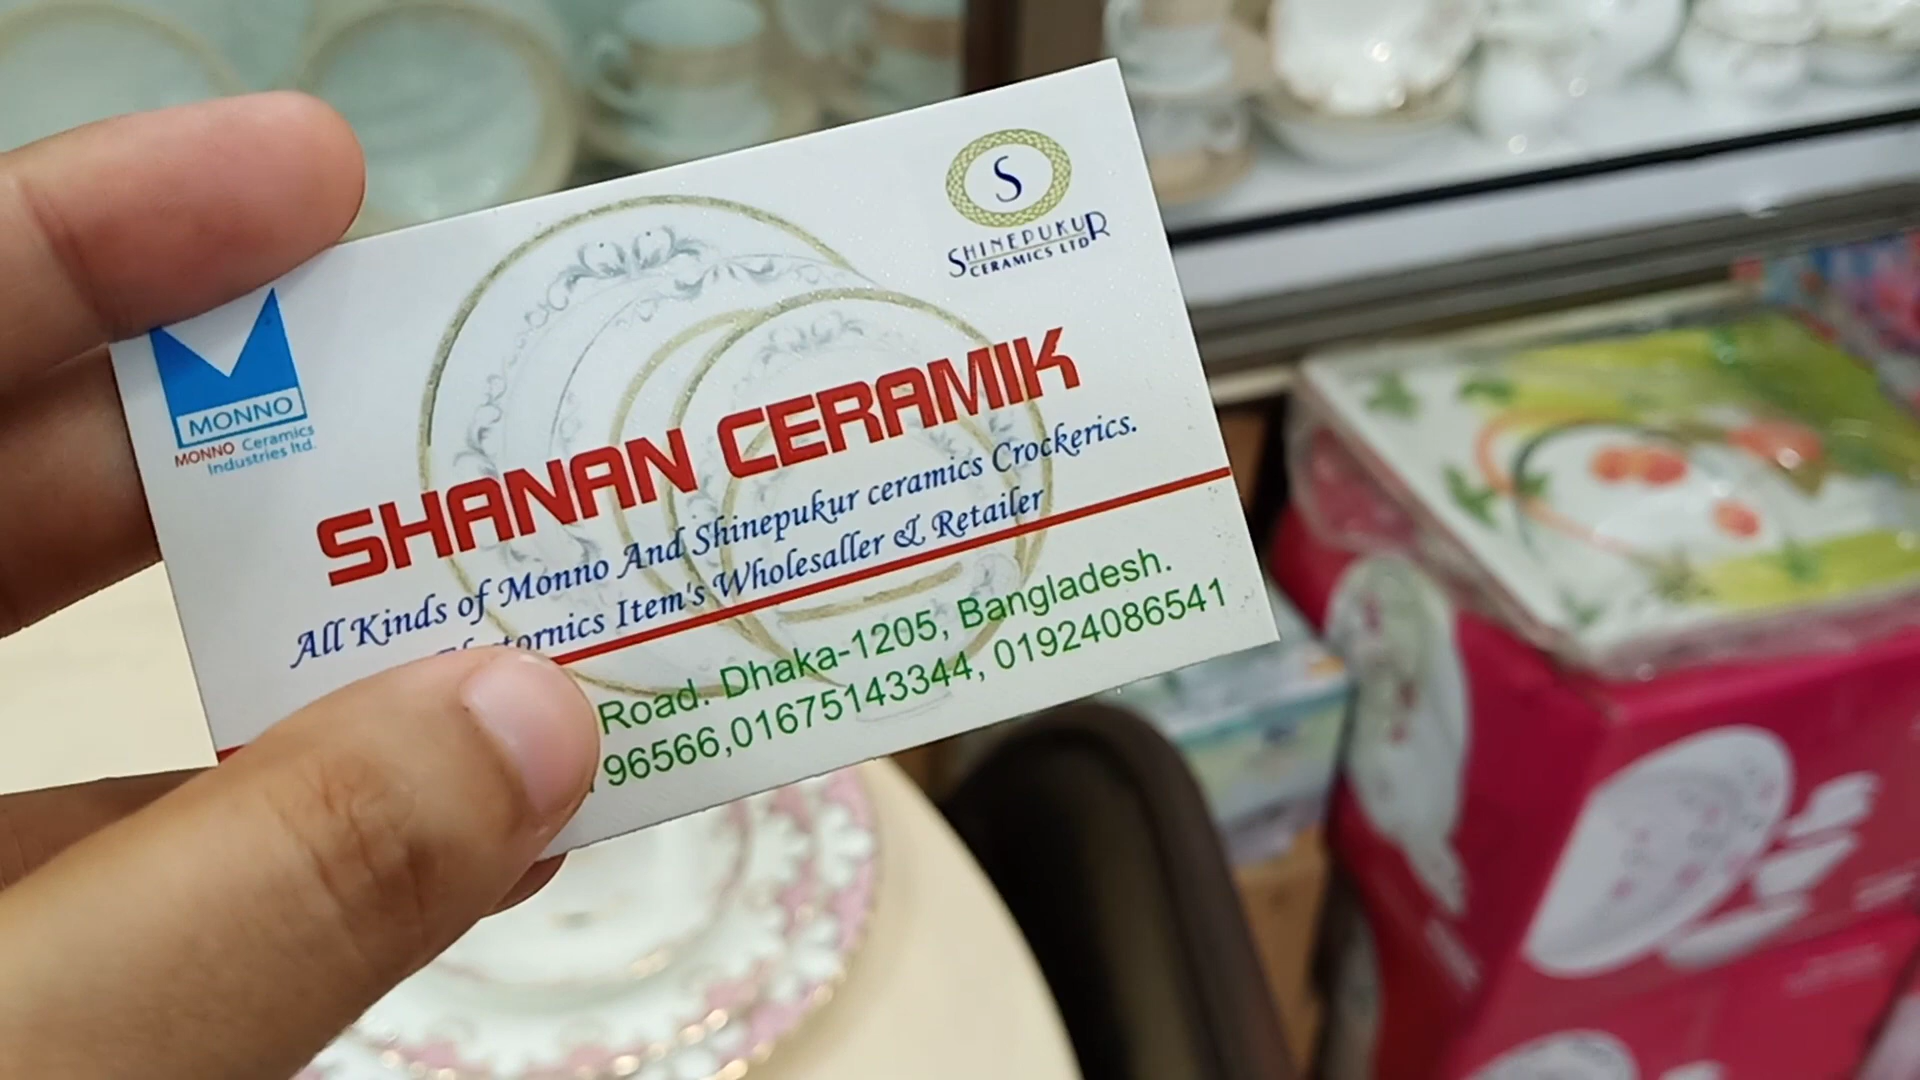 S
SHINEPUKUR
CERAMICS LTD
MONNO
MONNO Ceramics
Industries ltd.
SHANAN CERAMIK
All Kinds of Monno And Shinepukur ceramics Crockerics.
Item's Wholesaller & Retailer
Road. Dhaka-1205, Bangladesh.
96566,01675143344, 01924086541